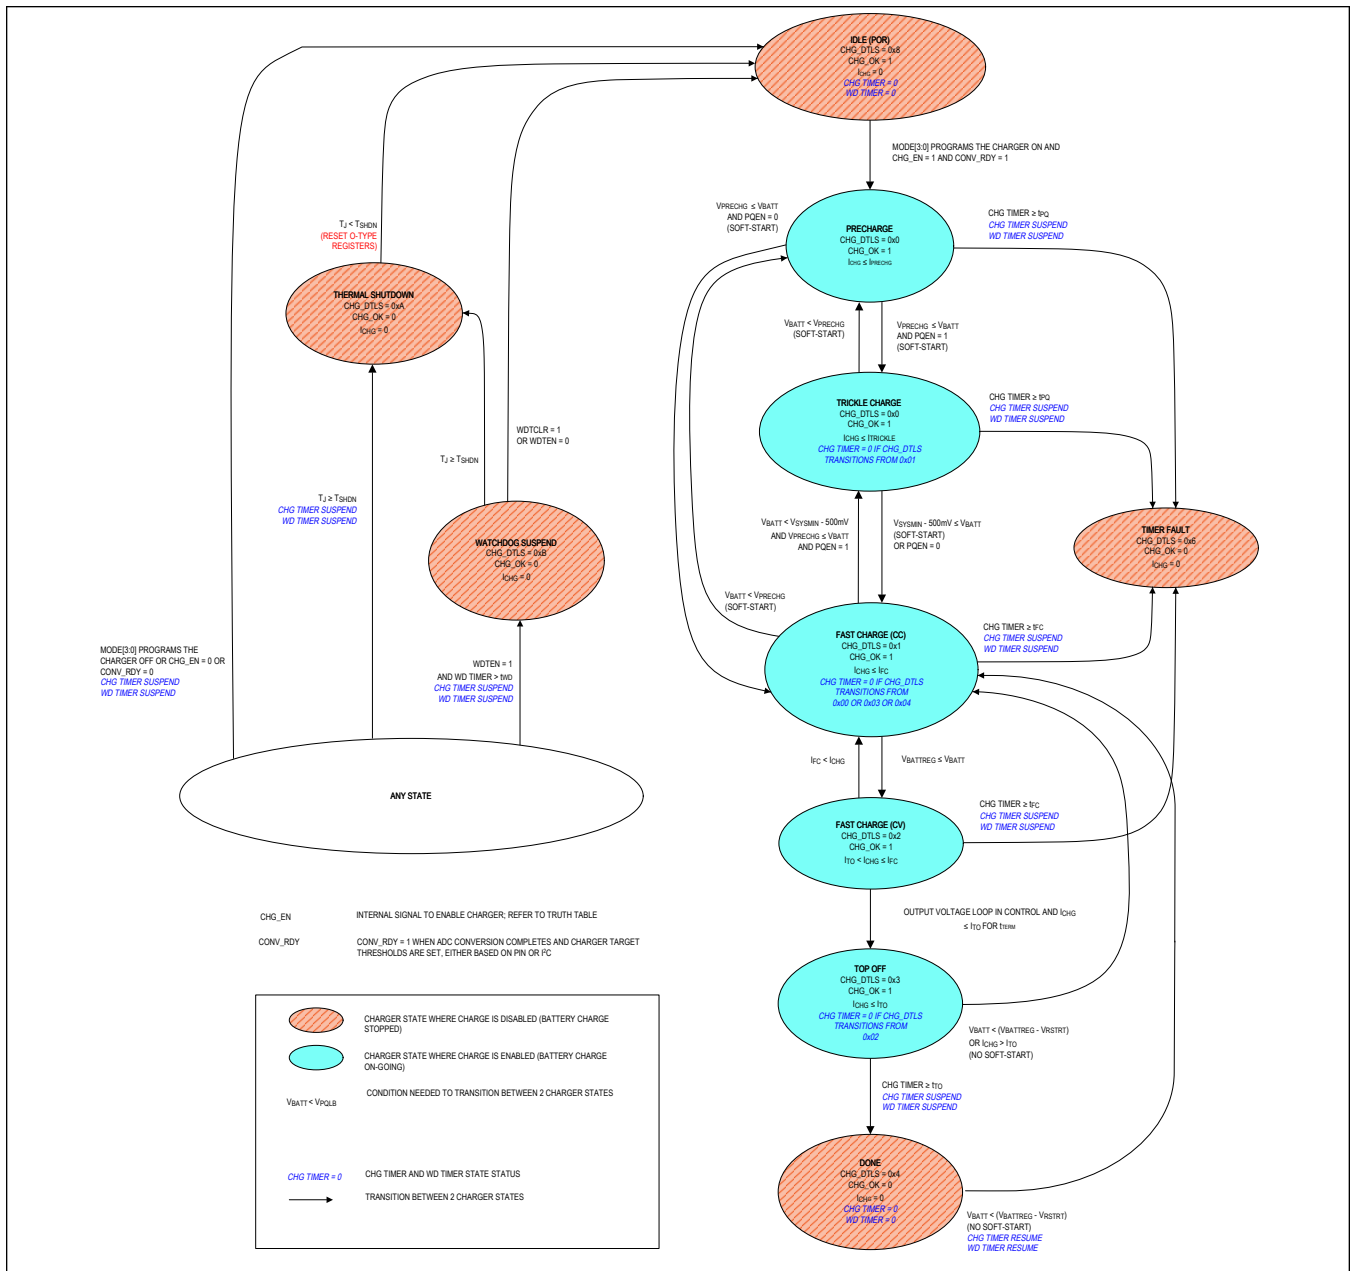 IDLE (POR)
CHG_DTLS = 0x8
CHG_OK = 1
ICHG = 0
CHG TIMER = 0
WD TIMER = 0
MODE[3:0] PROGRAMS THE CHARGER ON AND
CHG_EN = 1 AND CONV_RDY = 1
VPRECHG ≤ VBATT
AND PQEN = 0
(SOFT-START)
PRECHARGE
CHG_DTLS = 0x0
CHG_OK = 1
ICHG ≤ IPRECHG
CHG TIMER ≥ tPQ
CHG TIMER SUSPEND
WD TIMER SUSPEND
TJ < TSHDN
(RESET O-TYPE
REGISTERS)
THERMAL SHUTDOWN
CHG_DTLS = 0xA
CHG_OK = 0
ICHG = 0
VBATT < VPRECHG
(SOFT-START)
VPRECHG ≤ VBATT
AND PQEN = 1
(SOFT-START)
TRICKLE CHARGE
CHG_DTLS = 0x0
CHG_OK = 1
ICHG ≤ ITRICKLE
CHG TIMER = 0 IF CHG_DTLS
TRANSITIONS FROM 0x01
CHG TIMER ≥ tPQ
CHG TIMER SUSPEND
WD TIMER SUSPEND
WDTCLR = 1
OR WDTEN = 0
TJ ≥ TSHDN
TJ ≥ TSHDN
CHG TIMER SUSPEND
WD TIMER SUSPEND
WATCHDOG SUSPEND
CHG_DTLS = 0xB
CHG_OK = 0
ICHG = 0
VBATT < VSYSMIN - 500mV
AND VPRECHG ≤ VBATT
AND PQEN = 1
VSYSMIN - 500mV ≤ VBATT
(SOFT-START)
OR PQEN = 0
TIMER FAULT
CHG_DTLS = 0x6
CHG_OK = 0
ICHG = 0
VBATT < VPRECHG
(SOFT-START)
FAST CHARGE (CC)
CHG_DTLS = 0x1
CHG_OK = 1
ICHG ≤ IFC
CHG TIMER = 0 IF CHG_DTLS
TRANSITIONS FROM
0x00 OR 0x03 OR 0x04
CHG TIMER ≥ tFC
CHG TIMER SUSPEND
WD TIMER SUSPEND
MODE[3:0] PROGRAMS THE
CHARGER OFF OR CHG_EN = 0 OR
CONV_RDY = 0
CHG TIMER SUSPEND
WD TIMER SUSPEND
WDTEN = 1
AND WD TIMER > tWD
CHG TIMER SUSPEND
WD TIMER SUSPEND
IFC < ICHG
VBATTREG ≤ VBATT
ANY STATE
FAST CHARGE (CV)
CHG_DTLS = 0x2
CHG_OK = 1
ITO < ICHG ≤ IFC
CHG TIMER ≥ tFC
CHG TIMER SUSPEND
WD TIMER SUSPEND
CHG_EN INTERNAL SIGNAL TO ENABLE CHARGER; REFER TO TRUTH TABLE
CONV_RDY CONV_RDY = 1 WHEN ADC CONVERSION COMPLETES AND CHARGER TARGET
THRESHOLDS ARE SET, EITHER BASED ON PIN OR I²C
OUTPUT VOLTAGE LOOP IN CONTROL AND ICHG
≤ ITO FOR tTERM
TOP OFF
CHG_DTLS = 0x3
CHG_OK = 1
ICHG ≤ ITO
CHG TIMER = 0 IF CHG_DTLS
TRANSITIONS FROM
0x02
VBATT < (VBATTREG - VRSTRT)
OR ICHG > ITO
(NO SOFT-START)
CHG TIMER ≥ tTO
CHG TIMER SUSPEND
WD TIMER SUSPEND
DONE
CHG_DTLS = 0x4
CHG_OK = 0
ICHG = 0
CHG TIMER = 0
WD TIMER = 0
VBATT < (VBATTREG - VRSTRT)
(NO SOFT-START)
CHG TIMER RESUME
WD TIMER RESUME
CHARGER STATE WHERE CHARGE IS DISABLED (BATTERY CHARGE
STOPPED)
CHARGER STATE WHERE CHARGE IS ENABLED (BATTERY CHARGE
ON-GOING)
VBATT < VPQLB CONDITION NEEDED TO TRANSITION BETWEEN 2 CHARGER STATES
CHG TIMER = 0 CHG TIMER AND WD TIMER STATE STATUS
TRANSITION BETWEEN 2 CHARGER STATES